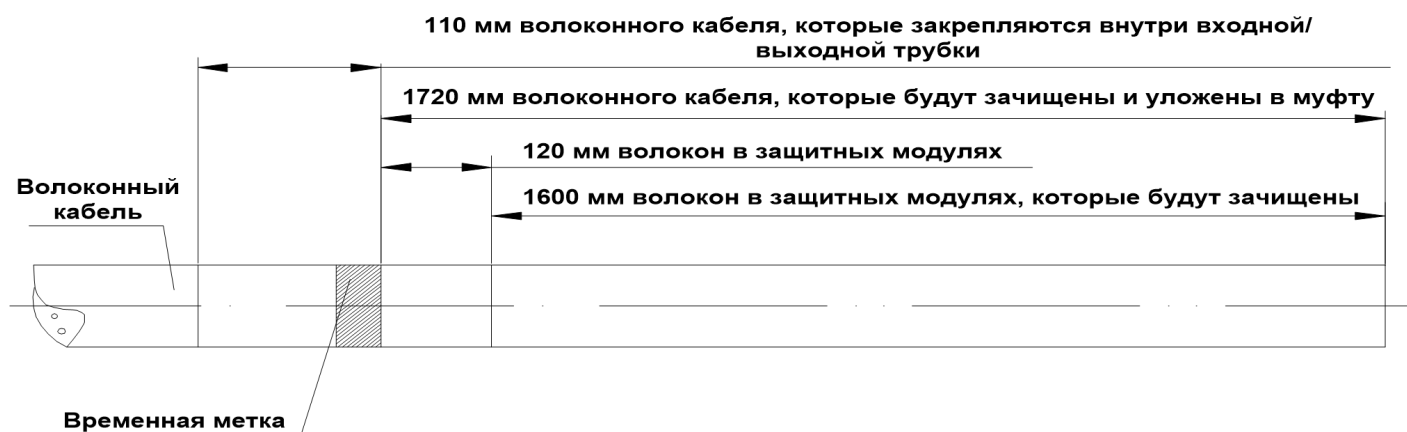 110 мм волоконного кабеля, которые закрепляются внутри входной/
выходной трубки
1720 мм волоконного кабеля, которые будут зачищены и уложены в муфту
120 мм волокон в защитных модулях
1600 мм волокон в защитных модулях, которые будут зачищены
Волоконный
кабель
Временная метка